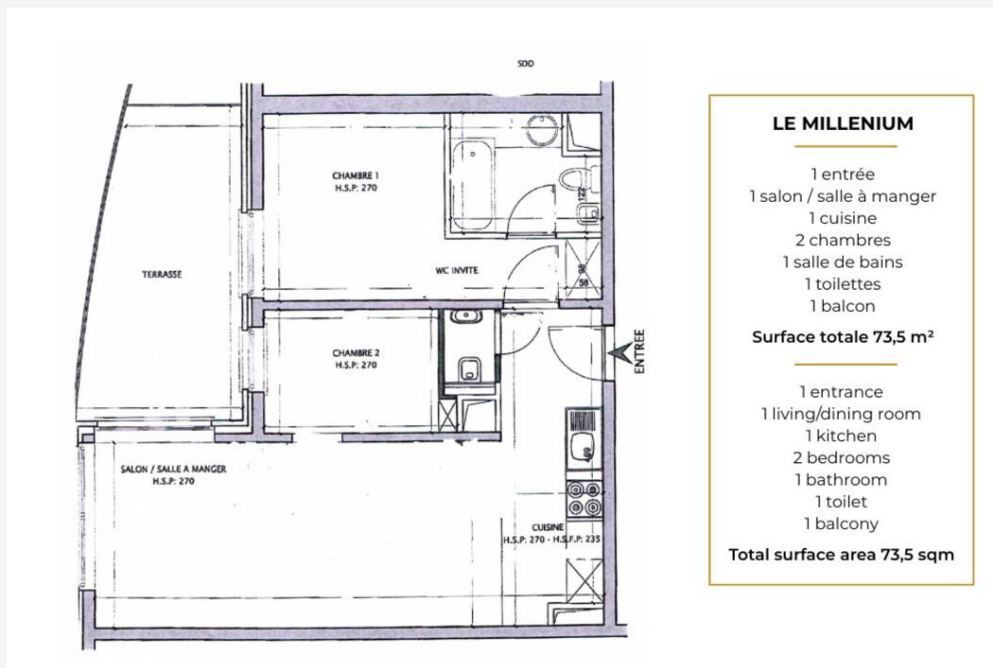 SDD
CHAMBRE 1
H.S.P: 270
122
TERRASSE
WC INVITE
98
58
CHAMBRE 2
H.S.P: 270
ENTREE
SALON / SALLE A MANGER
H.S.P: 270
CUISINE
H.S.P: 270 - H.S.F.P: 235
LE MILLENIUM
1 entrée
1 salon / salle à manger
1 cuisine
2 chambres
1 salle de bains
1 toilettes
1 balcon
Surface totale 73,5 m²
1 entrance
1 living/dining room
1 kitchen
2 bedrooms
1 bathroom
1 toilet
1 balcony
Total surface area 73,5 sqm